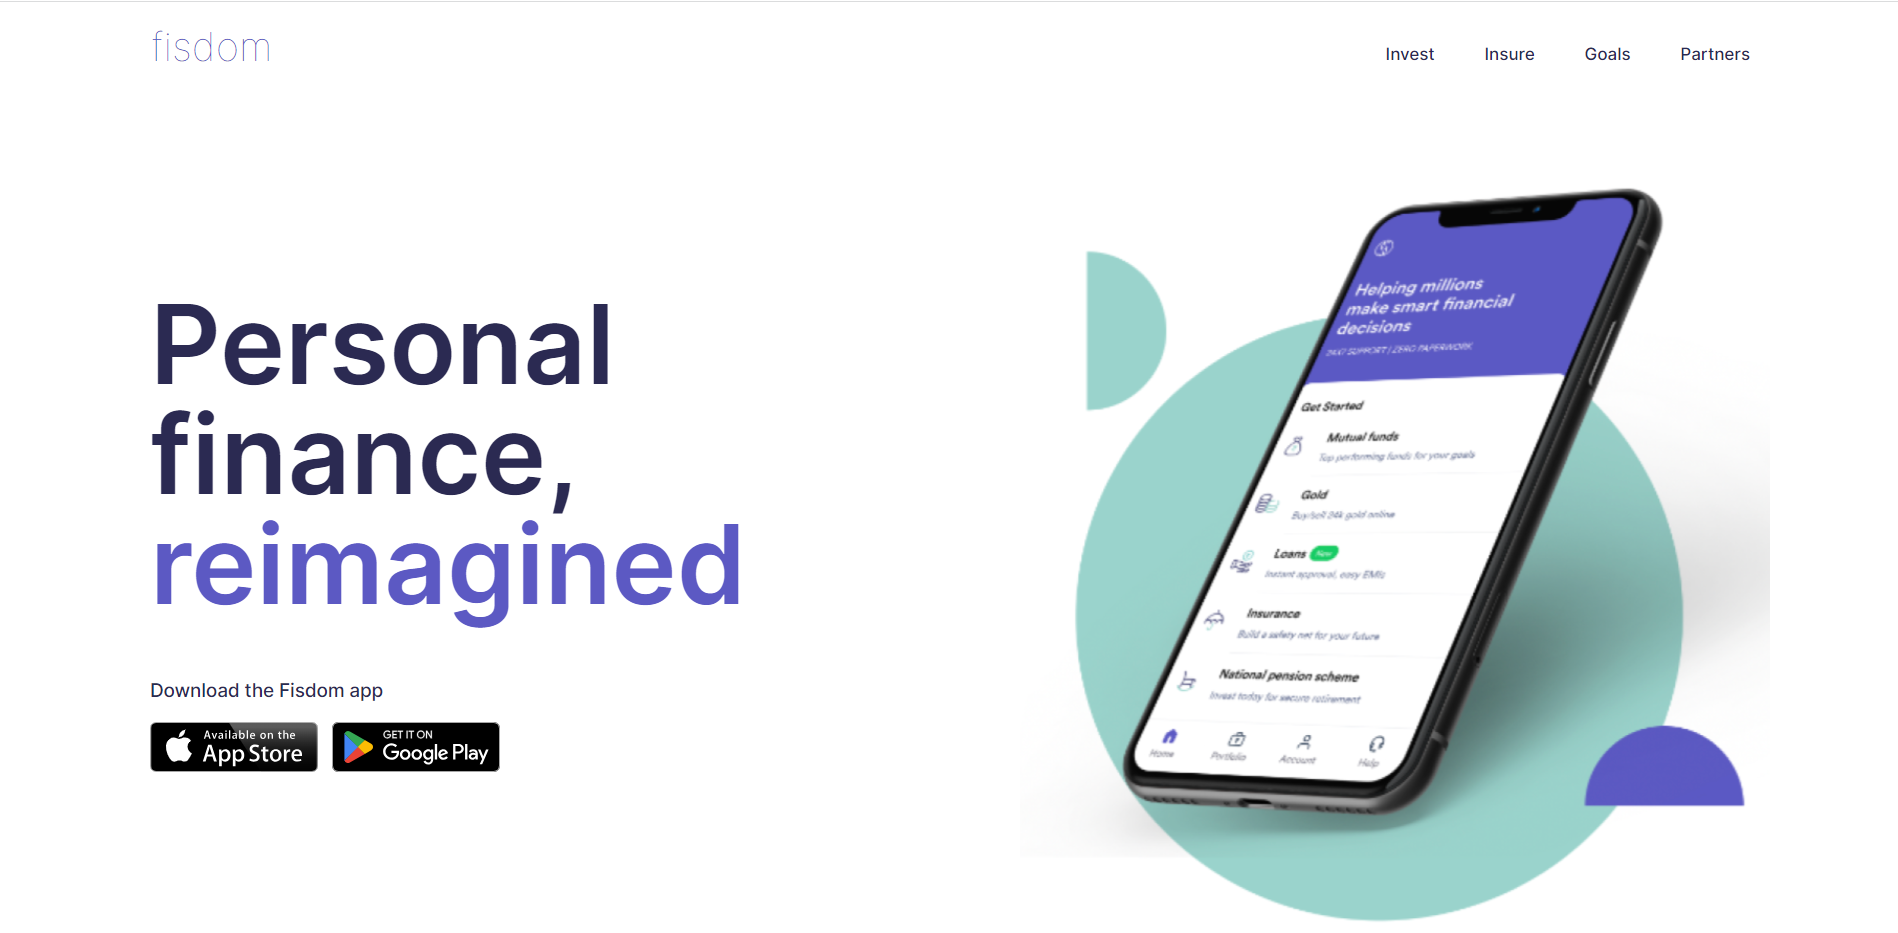 fisdom
Invest Insure Goals Partners
Personal
finance,
reimagined
Download the Fisdom app
Available on the
App Store
GET IT ON
Google Play
Helping millions
make smart financial
decisions
24X7 SUPPORT | ZERO PAPERWORK
Get Started
Mutual funds
Top performing funds for your goals
Gold
Buy/sell 24k gold online
Loans New
Instant approval, easy EMIs
Insurance
Build a safety net for your future
National pension scheme
Invest today for secure retirement
Home Portfolio Account Help